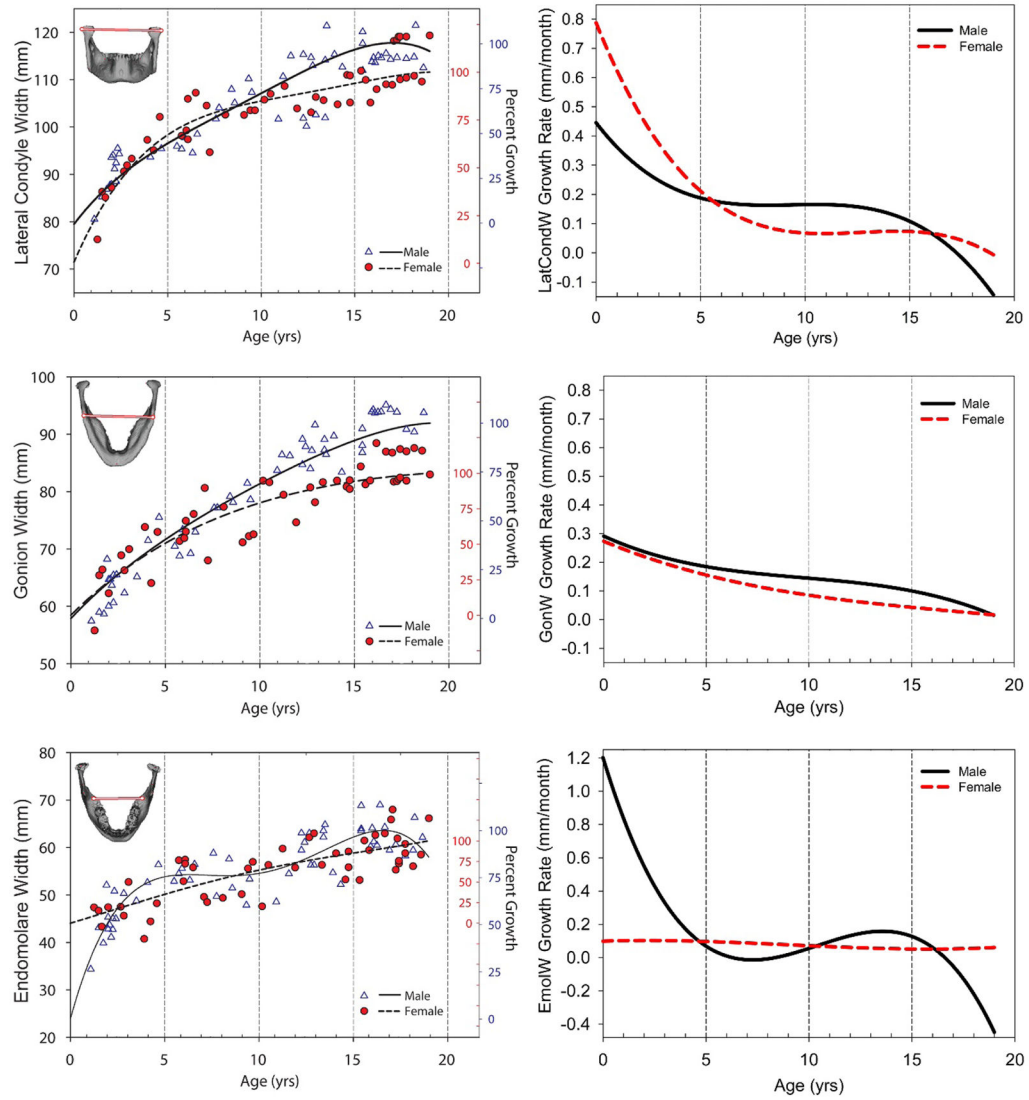 120
110
100
90
80
70
Lateral Condyle Width (mm)
100
75
50
25
0
100
75
50
25
0
Percent Growth
Male
Female
0 5 10 15 20
Age (yrs)
0.8
0.7
0.6
0.5
0.4
0.3
0.2
0.1
0.0
-0.1
LatCondW Growth Rate (mm/month)
Male
Female
0 5 10 15 20
Age (yrs)
100
90
80
70
60
50
Gonion Width (mm)
100
75
50
25
0
100
75
50
25
0
Percent Growth
Male
Female
0 5 10 15 20
Age (yrs)
0.8
0.7
0.6
0.5
0.4
0.3
0.2
0.1
0.0
-0.1
GonW Growth Rate (mm/month)
Male
Female
0 5 10 15 20
Age (yrs)
80
70
60
50
40
30
20
Endomolare Width (mm)
100
75
50
25
0
100
75
50
25
0
Percent Growth
Male
Female
0 5 10 15 20
Age (yrs)
1.2
1.0
0.8
0.6
0.4
0.2
0.0
-0.2
-0.4
EmolW Growth Rate (mm/month)
Male
Female
0 5 10 15 20
Age (yrs)